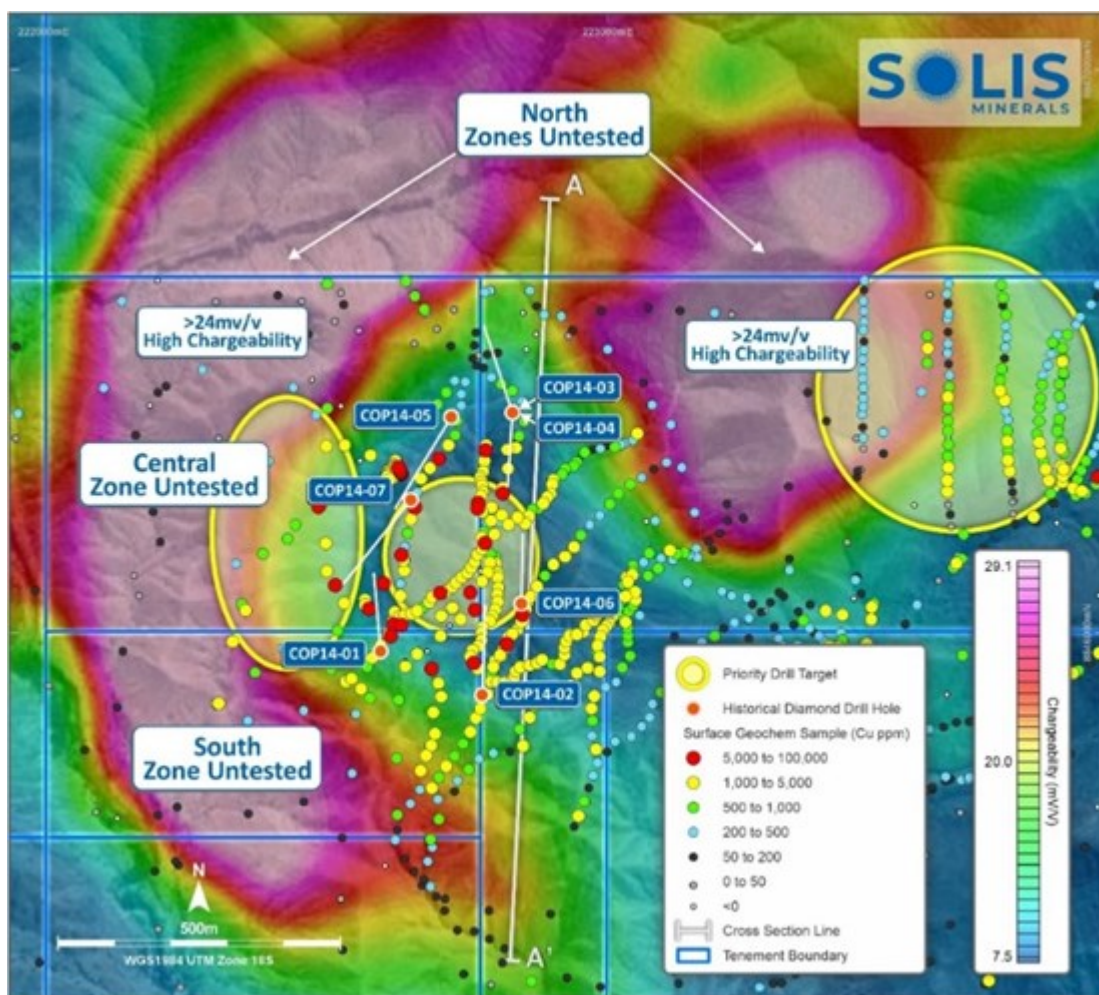 222000mE
223000mE
SOLIS
MINERALS
North
Zones Untested
A
>24mv/v
High Chargeability
>24mv/v
High Chargeability
COP14-03
COP14-05
COP14-04
Central
Zone Untested
COP14-07
COP14-06
COP14-01
COP14-02
South
Zone Untested
N
500m
WGS1984 UTM Zone 18S
A'
Priority Drill Target
Historical Diamond Drill Hole
Surface Geochem Sample (Cu ppm)
5,000 to 100,000
1,000 to 5,000
500 to 1,000
200 to 500
50 to 200
0 to 50
<0
Cross Section Line
Tenement Boundary
29.1
20.0
7.5
Chargeability (mV/V)